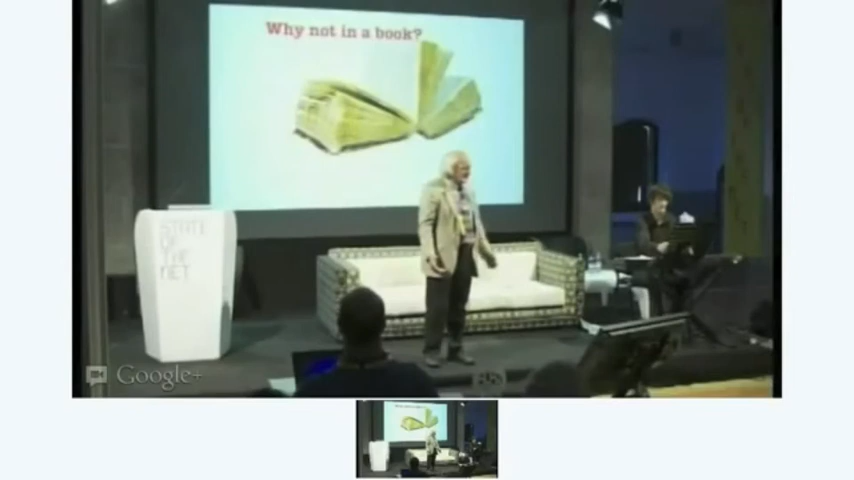 Why not in a book?
STATE
OF
THE
NET
Google+